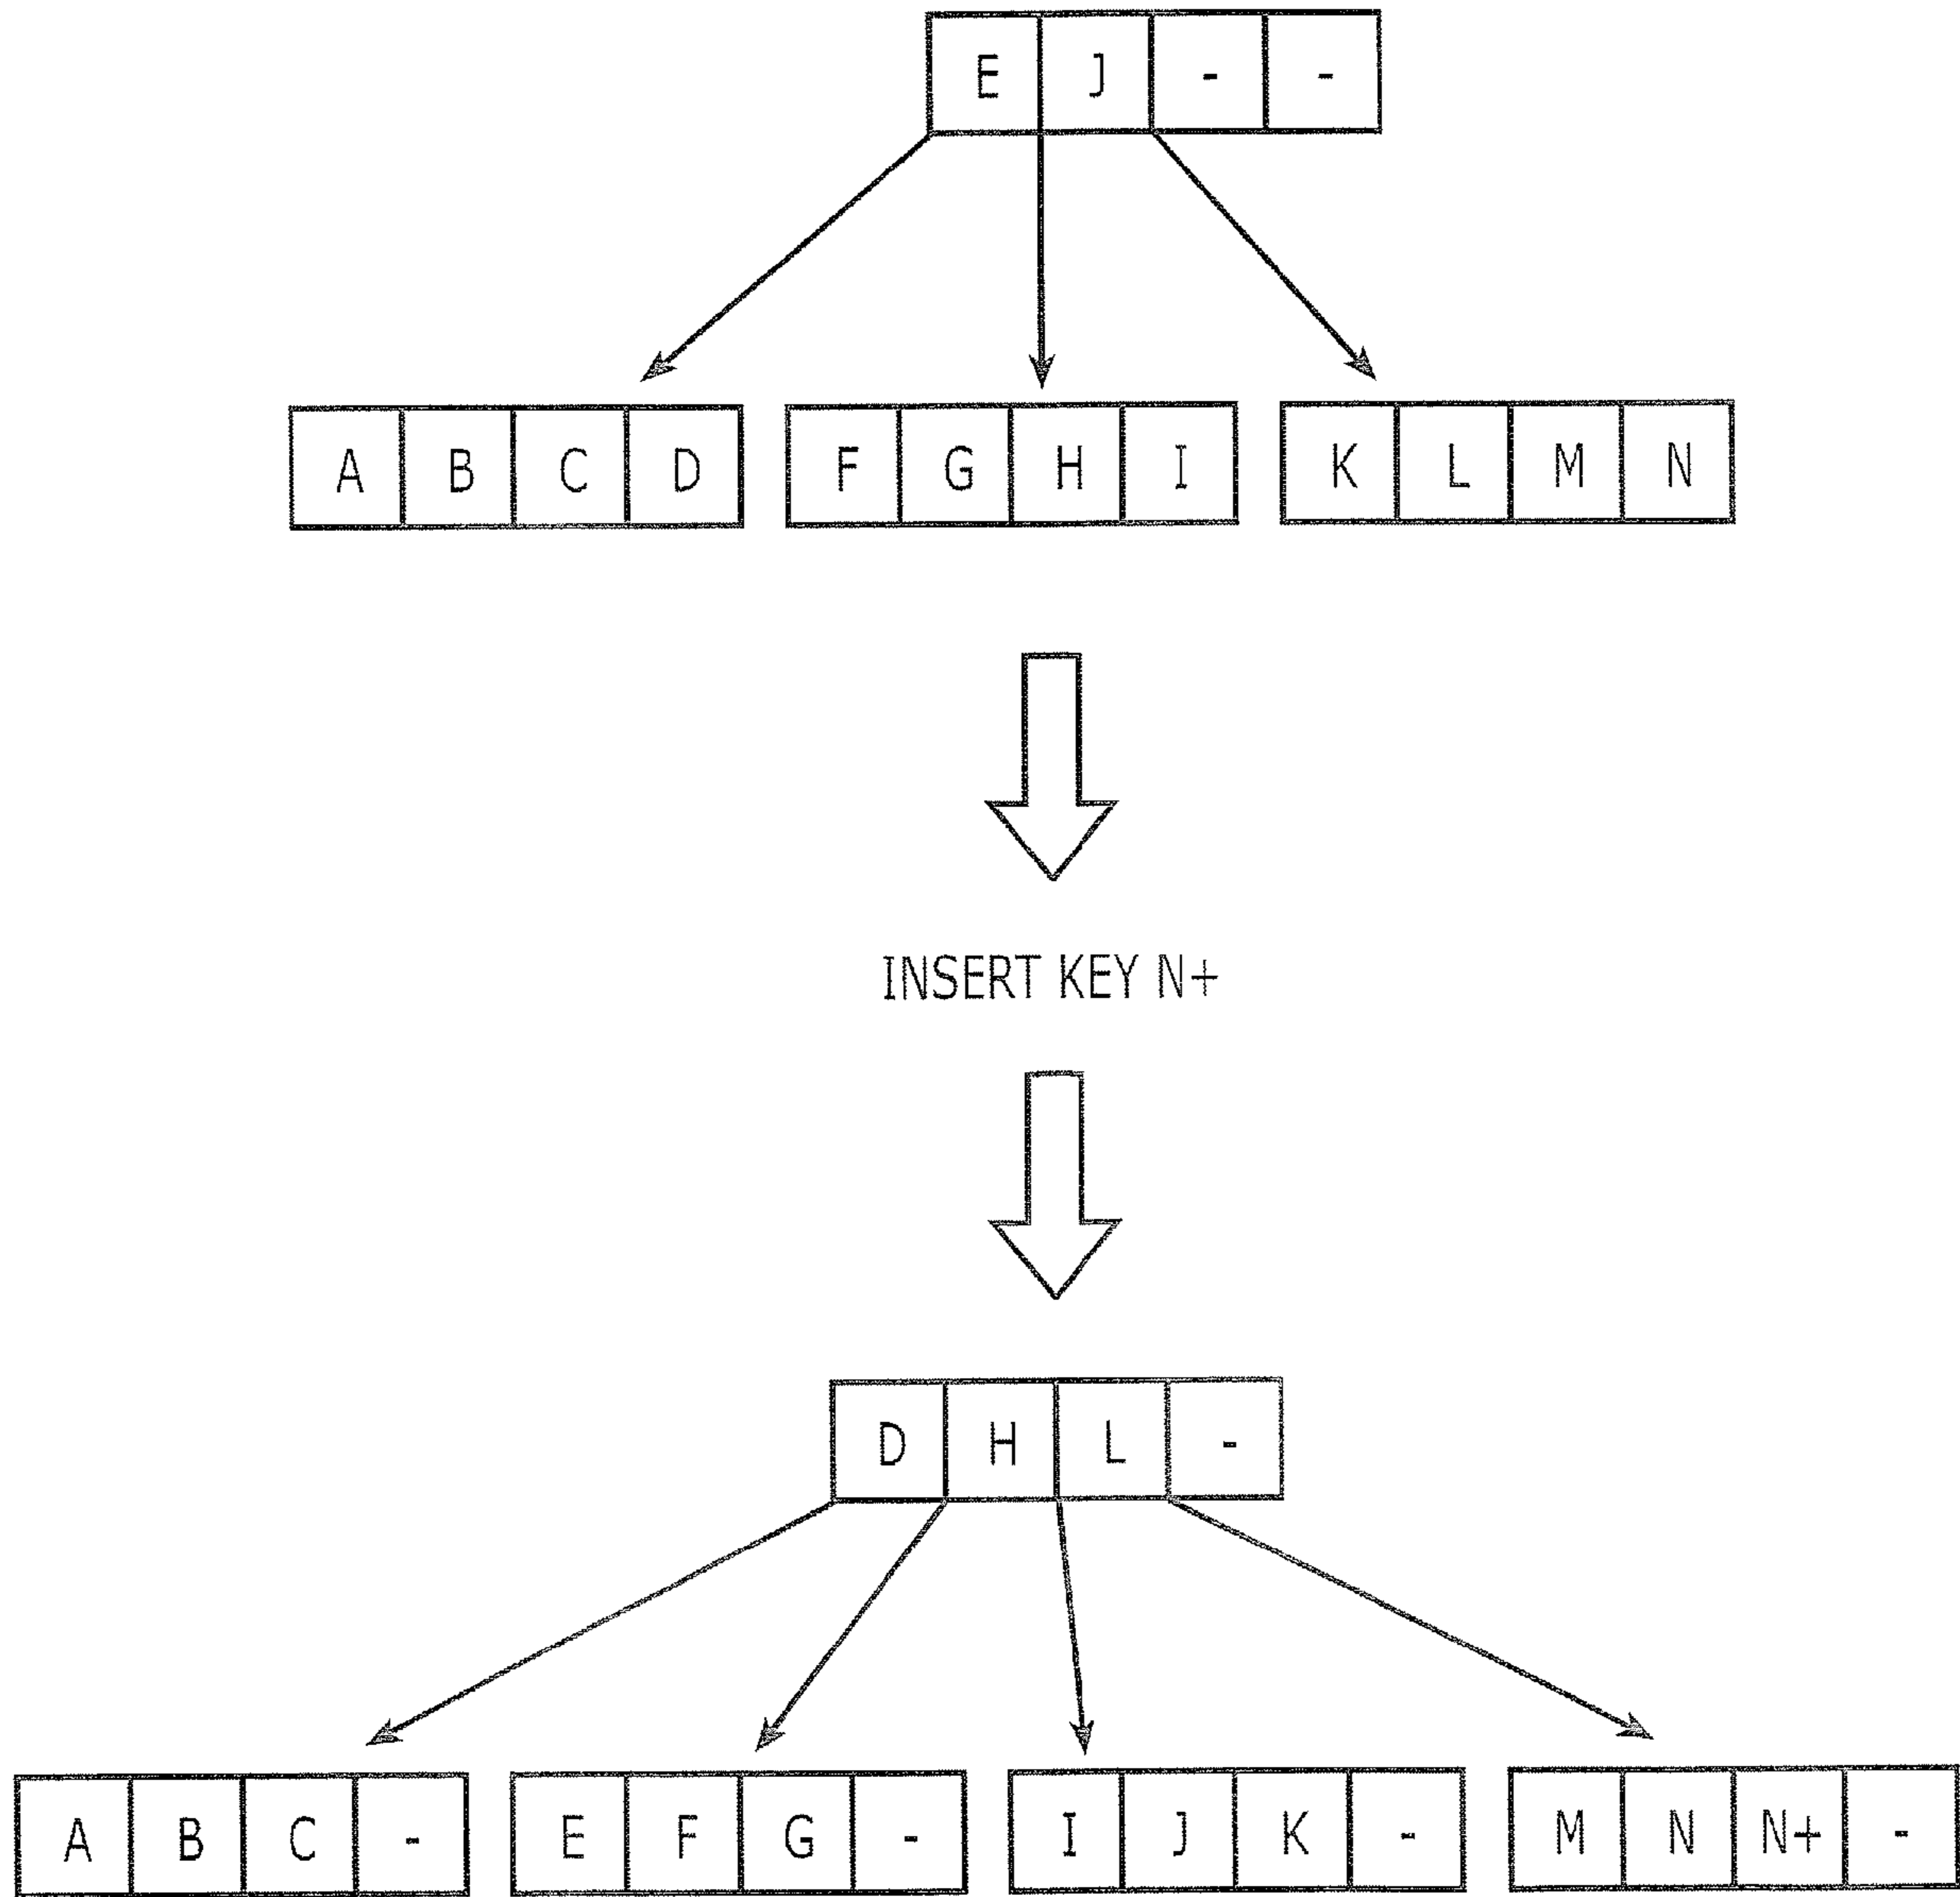 E J - -
A B C D F G H I K L M N
INSERT KEY N+
D H L -
A B C - E F G - I J K - M N N+ -